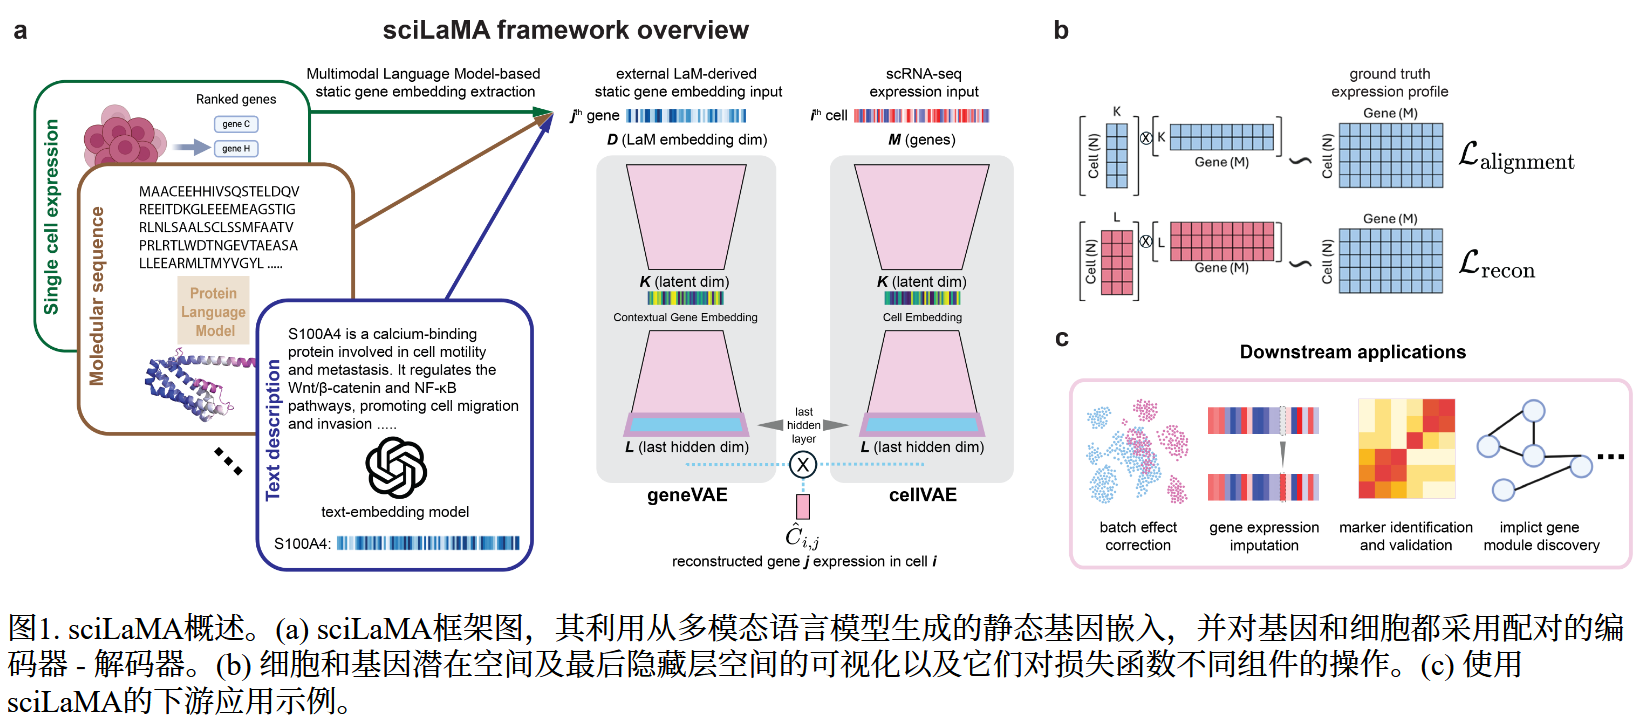 a
sciLaMA framework overview
Single cell expression
Ranked genes
gene C
gene H
Moledular sequence
MAACEEHHIVSQSTELDQV
REEITDKGLEEEMEAGSTIG
RLNLSAALSCLSSMFAATV
PRLRTLWDTNGEVTAEASA
LLEEARMLTMYVGYL .....
Protein
Language
Model
Text description
S100A4 is a calcium-binding
protein involved in cell motility
and metastasis. It regulates the
Wnt/β-catenin and NF-κB
pathways, promoting cell migration
and invasion .....
text-embedding model
S100A4:
Multimodal Language Model-based
static gene embedding extraction
external LaM-derived
static gene embedding input
jth gene
D (LaM embedding dim)
K (latent dim)
Contextual Gene Embedding
L (last hidden dim)
geneVAE
scRNA-seq
expression input
ith cell
M (genes)
K (latent dim)
Cell Embedding
L (last hidden dim)
cellVAE
last
hidden
layer
X
Ĉi,j
reconstructed gene j expression in cell i
b
ground truth
expression profile
K
Cell (N)
K
Gene (M)
Gene (M)
Cell (N)
ℒalignment
L
Cell (N)
L
Gene (M)
Gene (M)
Cell (N)
ℒrecon
c
Downstream applications
batch effect
correction
gene expression
imputation
marker identification
and validation
implict gene
module discovery
图1. sciLaMA概述。(a) sciLaMA框架图，其利用从多模态语言模型生成的静态基因嵌入，并对基因和细胞都采用配对的编
码器 - 解码器。(b) 细胞和基因潜在空间及最后隐藏层空间的可视化以及它们对损失函数不同组件的操作。(c) 使用
sciLaMA的下游应用示例。